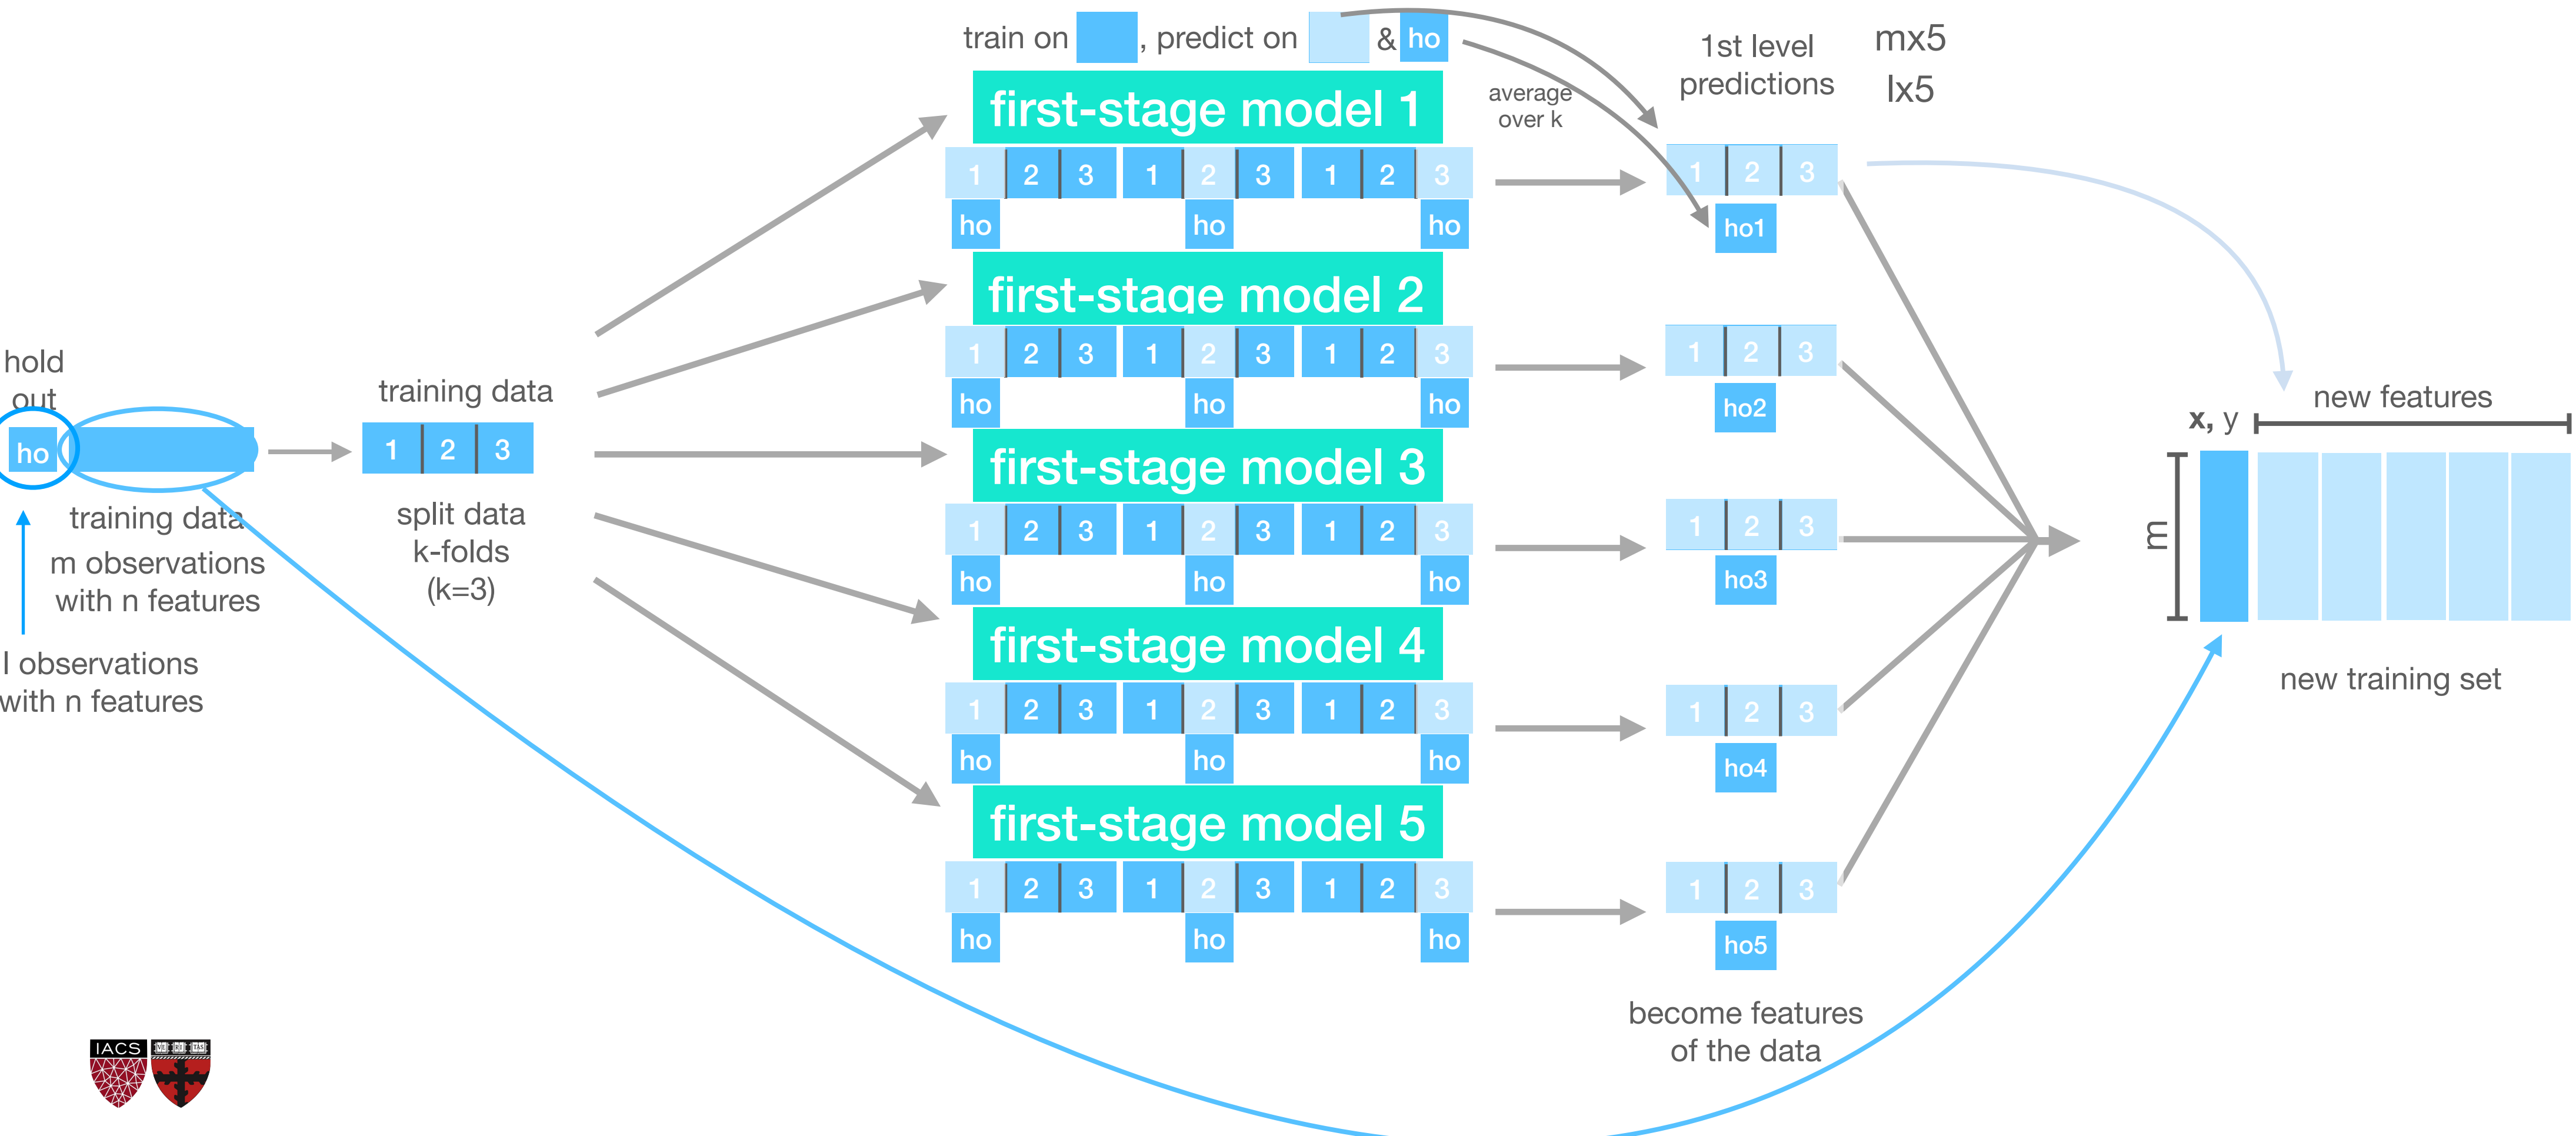 train on , predict on & ho
1st level
predictions
mx5
lx5
average
over k
first-stage model 1
1 2 3 1 2 3 1 2 3
ho ho ho
1 2 3
ho1
first-stage model 2
1 2 3 1 2 3 1 2 3
ho ho ho
1 2 3
ho2
first-stage model 3
1 2 3 1 2 3 1 2 3
ho ho ho
1 2 3
ho3
first-stage model 4
1 2 3 1 2 3 1 2 3
ho ho ho
1 2 3
ho4
first-stage model 5
1 2 3 1 2 3 1 2 3
ho ho ho
1 2 3
ho5
hold
out
ho
training data
m observations
with n features
l observations
with n features
training data
1 2 3
split data
k-folds
(k=3)
become features
of the data
new features
x, y
m
new training set
IACS